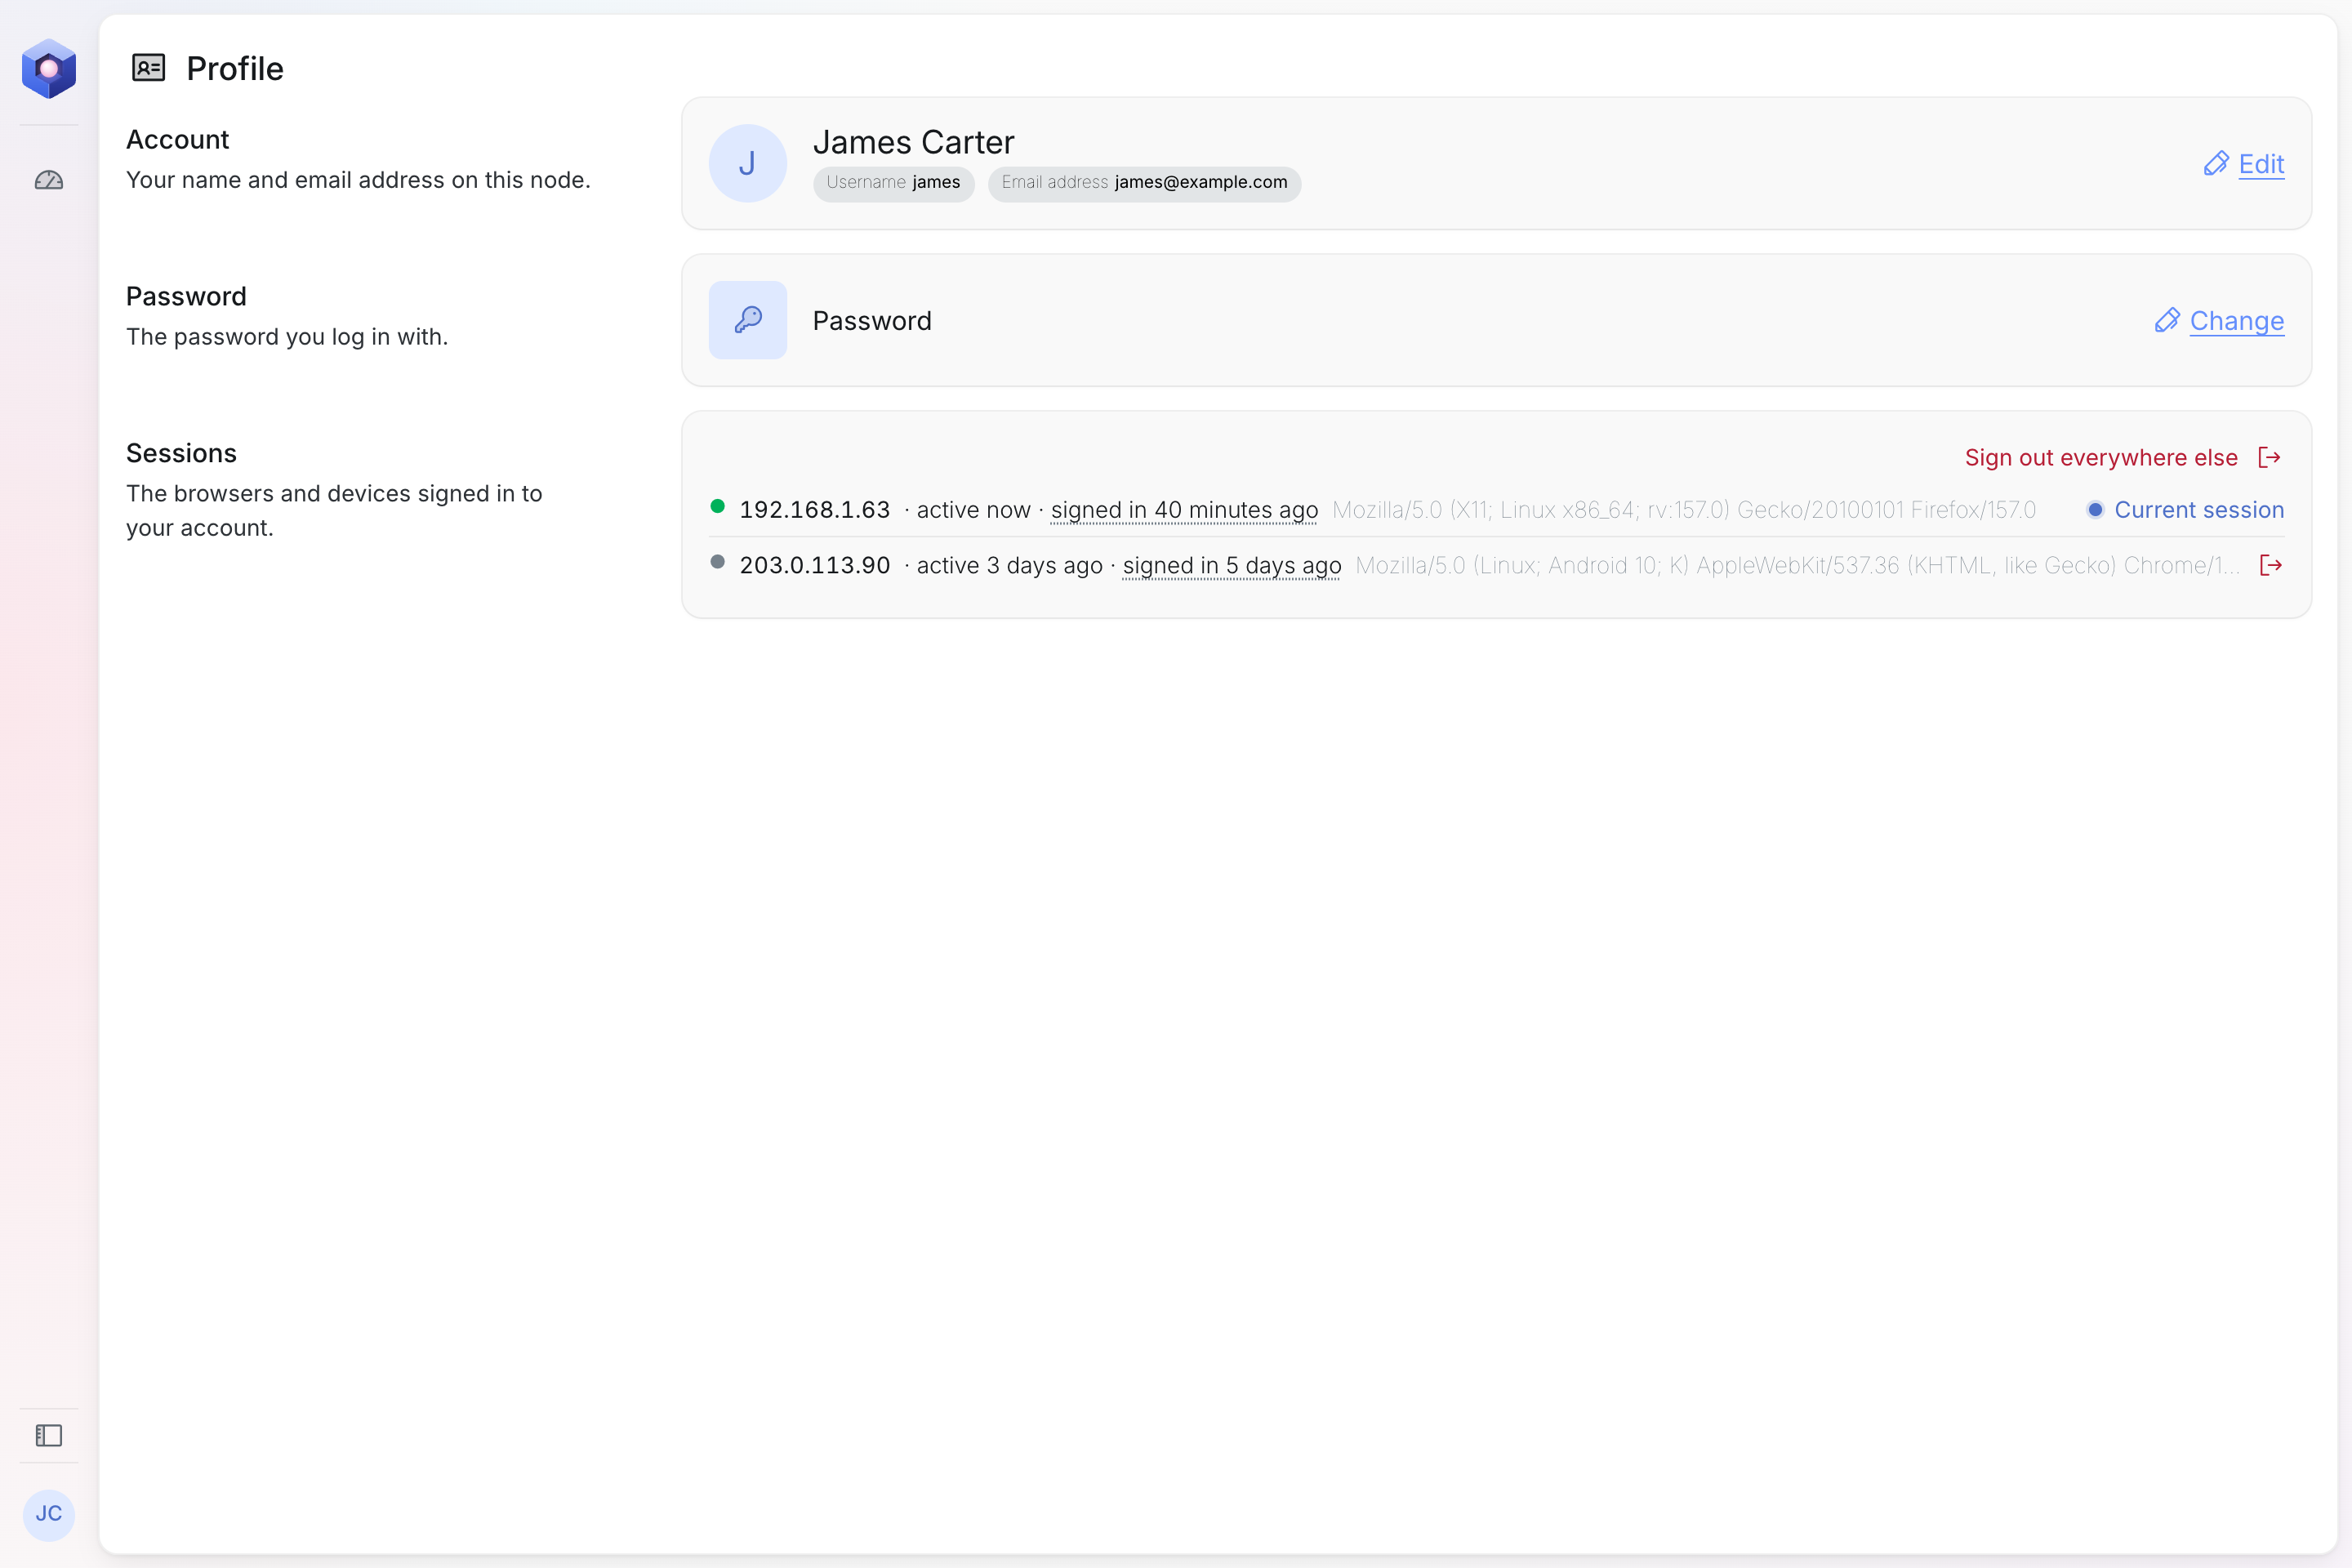 Profile
Account
Your name and email address on this node.
J
James Carter
Username james
Email address james@example.com
Edit
Password
The password you log in with.
Password
Change
Sessions
The browsers and devices signed in to
your account.
Sign out everywhere else
192.168.1.63 · active now · signed in 40 minutes ago Mozilla/5.0 (X11; Linux x86_64; rv:157.0) Gecko/20100101 Firefox/157.0 Current session
203.0.113.90 · active 3 days ago · signed in 5 days ago Mozilla/5.0 (Linux; Android 10; K) AppleWebKit/537.36 (KHTML, like Gecko) Chrome/1...
JC